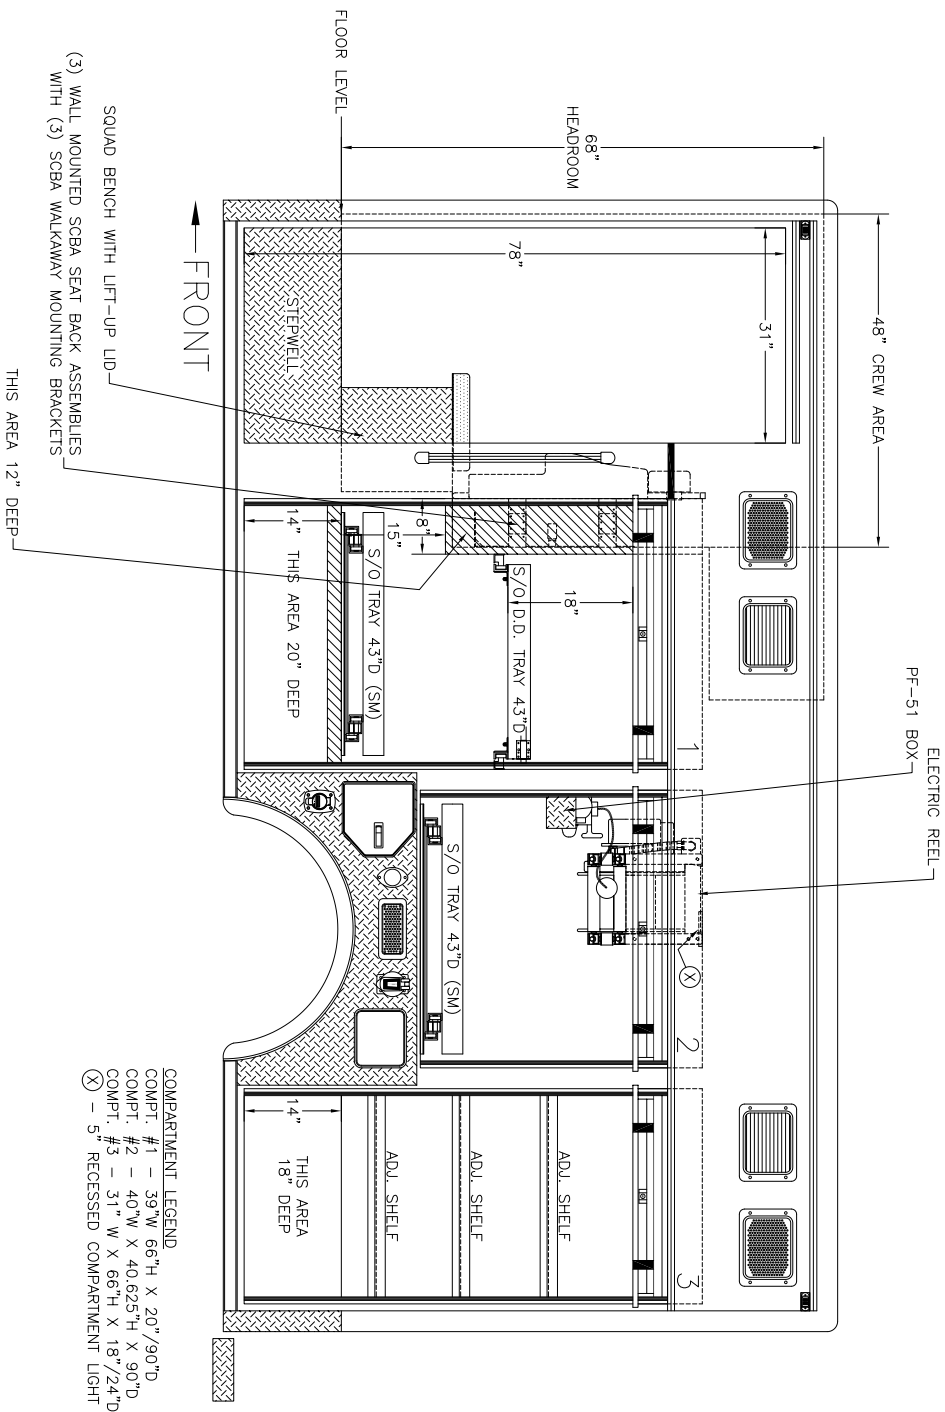 ELECTRIC REEL
PF-51 BOX
48" CREW AREA
68"
HEADROOM
31"
78"
FLOOR LEVEL
STEPWELL
SQUAD BENCH WITH LIFT-UP LID
(3) WALL MOUNTED SCBA SEAT BACK ASSEMBLIES
WITH (3) SCBA WALKAWAY MOUNTING BRACKETS
THIS AREA 12" DEEP
FRONT
1
2
3
18"
S/O D.D. TRAY 43"D
8"
15"
S/O TRAY 43"D (SM)
14"
THIS AREA 20" DEEP
S/O TRAY 43"D (SM)
X
ADJ. SHELF
ADJ. SHELF
ADJ. SHELF
14"
THIS AREA
18" DEEP
COMPARTMENT LEGEND
COMPT. #1 - 39"W 66"H X 20"/90"D
COMPT. #2 - 40"W X 40.625"H X 90"D
COMPT. #3 - 31" W X 66"H X 18"/24"D
X - 5" RECESSED COMPARTMENT LIGHT